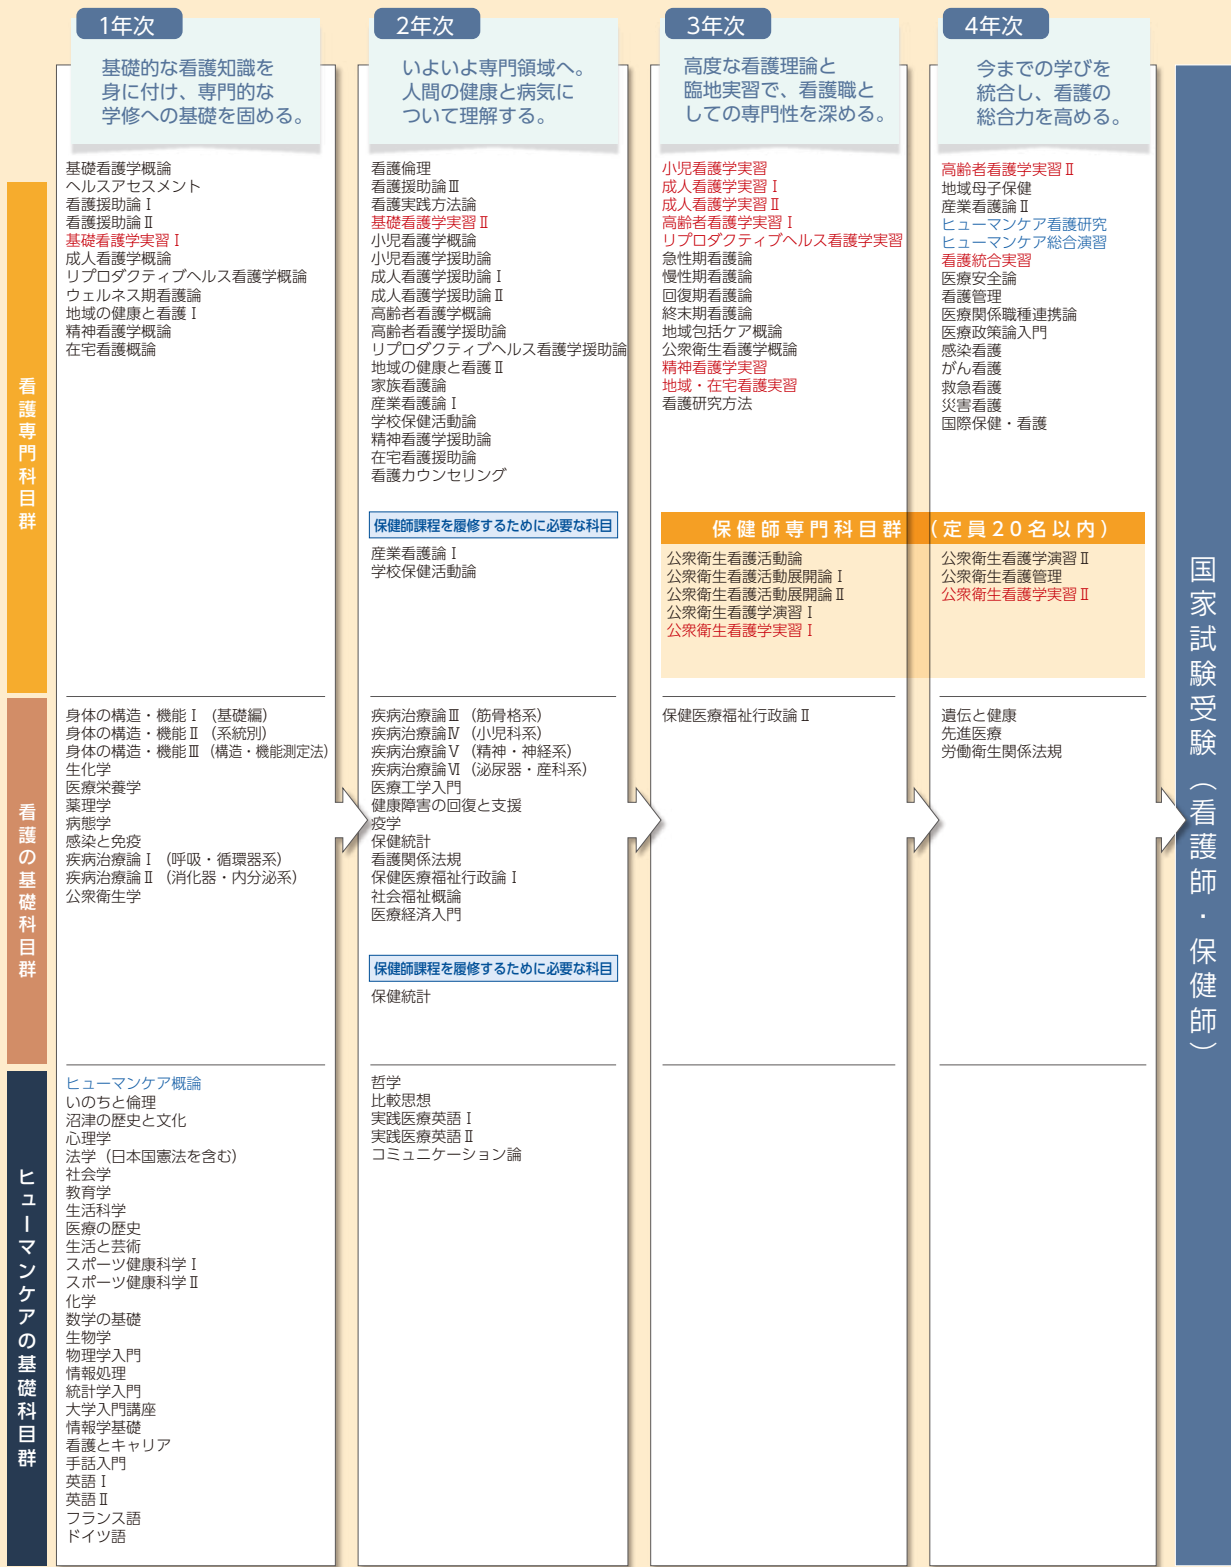 1年次
基礎的な看護知識を
身に付け、専門的な
学修への基礎を固める。
2年次
いよいよ専門領域へ。
人間の健康と病気に
ついて理解する。
3年次
高度な看護理論と
臨地実習で、看護職と
しての専門性を深める。
4年次
今までの学びを
統合し、看護の
総合力を高める。
看護専門科目群
基礎看護学概論
ヘルスアセスメント
看護援助論Ⅰ
看護援助論Ⅱ
基礎看護学実習Ⅰ
成人看護学概論
リプロダクティブヘルス看護学概論
ウェルネス期看護論
地域の健康と看護Ⅰ
精神看護学概論
在宅看護概論
看護倫理
看護援助論Ⅲ
看護実践方法論
基礎看護学実習Ⅱ
小児看護学概論
小児看護学援助論
成人看護学援助論Ⅰ
成人看護学援助論Ⅱ
高齢者看護学概論
高齢者看護学援助論
リプロダクティブヘルス看護学援助論
地域の健康と看護Ⅱ
家族看護論
産業看護論Ⅰ
学校保健活動論
精神看護学援助論
在宅看護援助論
看護カウンセリング
保健師課程を履修するために必要な科目
産業看護論Ⅰ
学校保健活動論
小児看護学実習
成人看護学実習Ⅰ
成人看護学実習Ⅱ
高齢者看護学実習Ⅰ
リプロダクティブヘルス看護学実習
急性期看護論
慢性期看護論
回復期看護論
終末期看護論
地域包括ケア概論
公衆衛生看護学概論
精神看護学実習
地域・在宅看護実習
看護研究方法
高齢者看護学実習Ⅱ
地域母子保健
産業看護論Ⅱ
ヒューマンケア看護研究
ヒューマンケア総合演習
看護統合実習
医療安全論
看護管理
医療関係職種連携論
医療政策論入門
感染看護
がん看護
救急看護
災害看護
国際保健・看護
保健師専門科目群 （定員20名以内）
公衆衛生看護活動論
公衆衛生看護活動展開論Ⅰ
公衆衛生看護活動展開論Ⅱ
公衆衛生看護学演習Ⅰ
公衆衛生看護学実習Ⅰ
公衆衛生看護学演習Ⅱ
公衆衛生看護管理
公衆衛生看護学実習Ⅱ
看護の基礎科目群
身体の構造・機能Ⅰ（基礎編）
身体の構造・機能Ⅱ（系統別）
身体の構造・機能Ⅲ（構造・機能測定法）
生化学
医療栄養学
薬理学
病態学
感染と免疫
疾病治療論Ⅰ（呼吸・循環器系）
疾病治療論Ⅱ（消化器・内分泌系）
公衆衛生学
疾病治療論Ⅲ（筋骨格系）
疾病治療論Ⅳ（小児科系）
疾病治療論Ⅴ（精神・神経系）
疾病治療論Ⅵ（泌尿器・産科系）
医療工学入門
健康障害の回復と支援
疫学
保健統計
看護関係法規
保健医療福祉行政論Ⅰ
社会福祉概論
医療経済入門
保健師課程を履修するために必要な科目
保健統計
保健医療福祉行政論Ⅱ
遺伝と健康
先進医療
労働衛生関係法規
ヒューマンケアの基礎科目群
ヒューマンケア概論
いのちと倫理
沼津の歴史と文化
心理学
法学（日本国憲法を含む）
社会学
教育学
生活科学
医療の歴史
生活と芸術
スポーツ健康科学Ⅰ
スポーツ健康科学Ⅱ
化学
数学の基礎
生物学
物理学入門
情報処理
統計学入門
大学入門講座
情報学基礎
看護とキャリア
手話入門
英語Ⅰ
英語Ⅱ
フランス語
ドイツ語
哲学
比較思想
実践医療英語Ⅰ
実践医療英語Ⅱ
コミュニケーション論
国家試験受験（看護師・保健師）